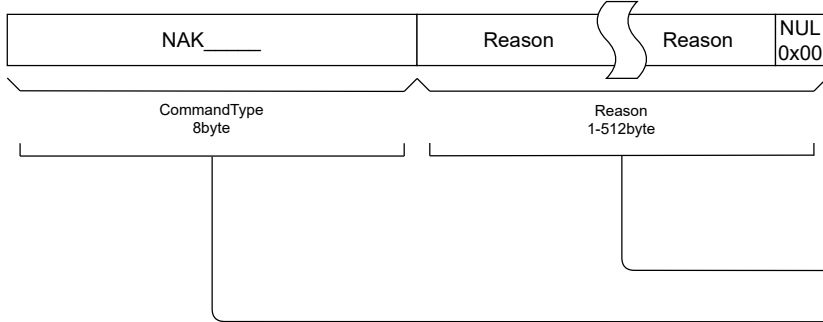 NAK_____
Reason
Reason
NUL
0x00
CommandType
8byte
Reason
1-512byte